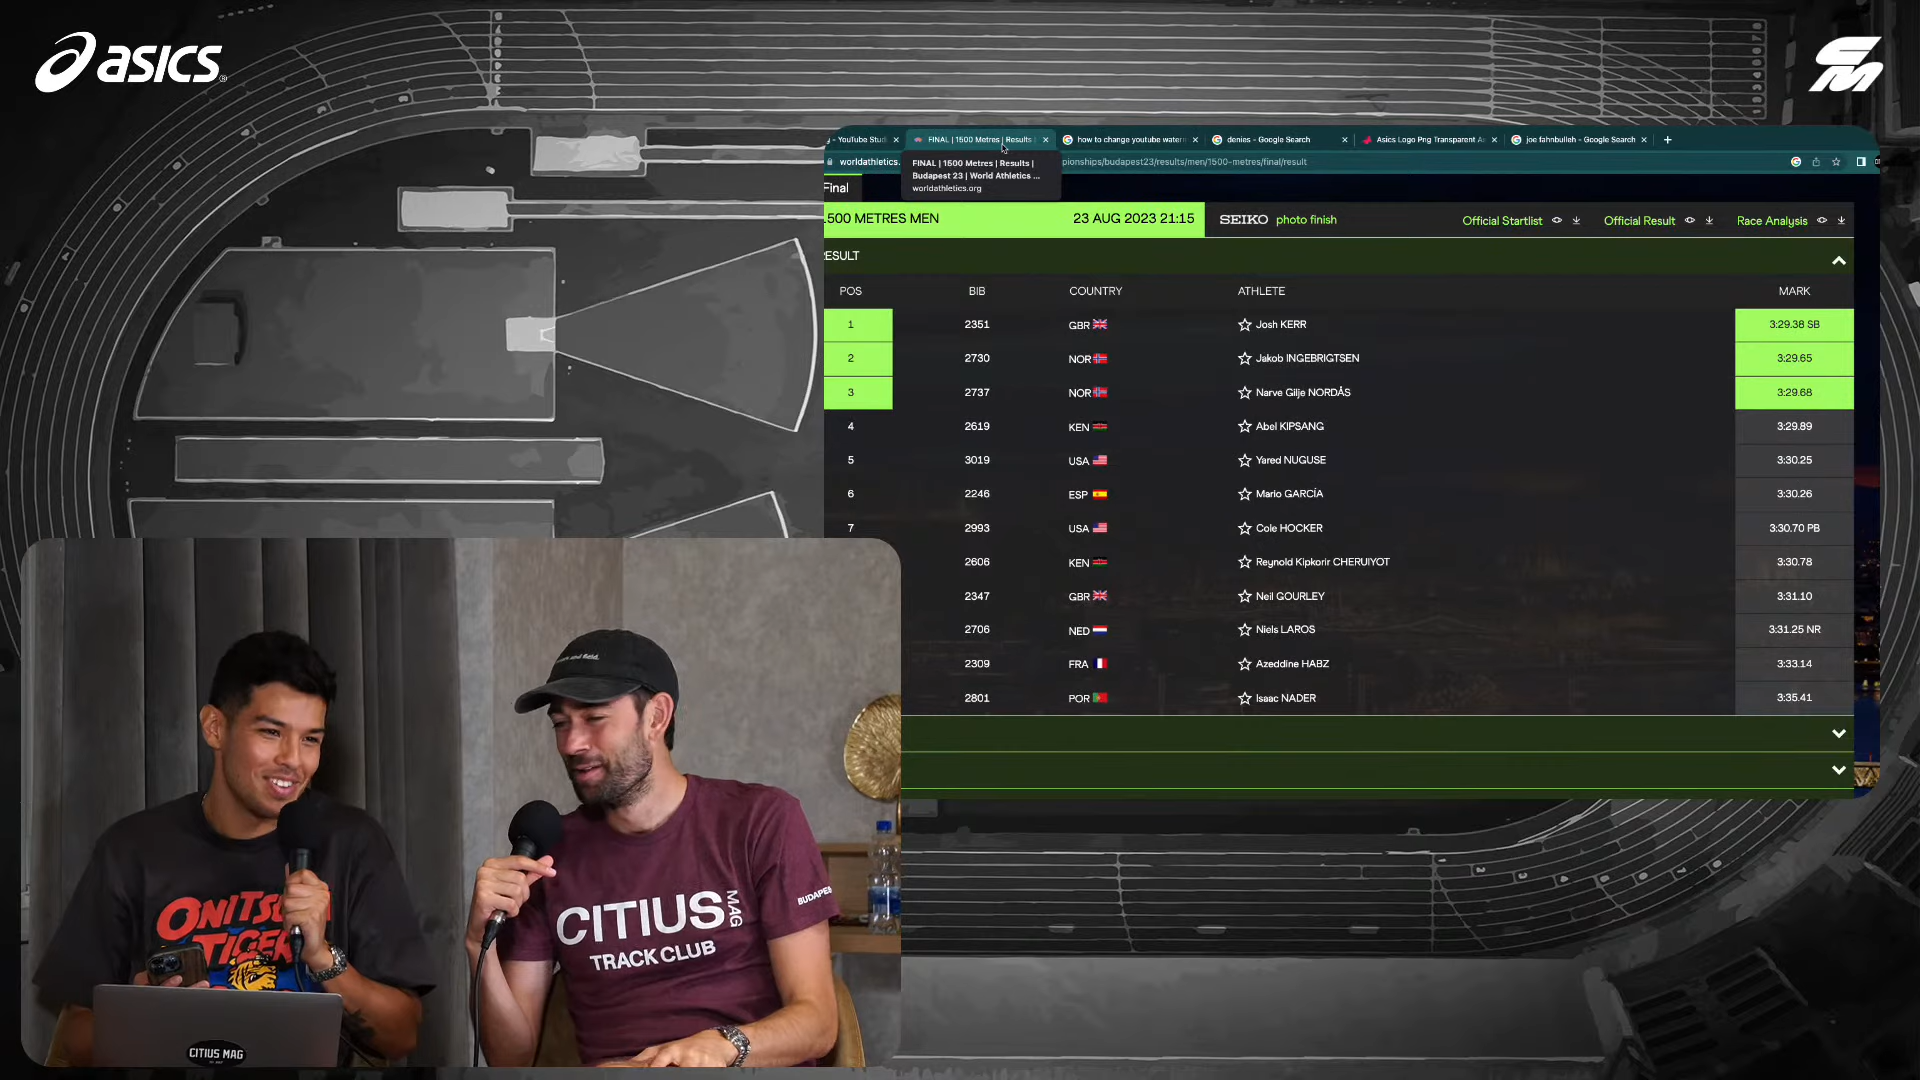 asics
CM
- YouTube Stud
FINAL | 1500 Metres | Results |
how to change youtube waterm
denies - Google Search
Asics Logo Png Transparent A
joe fahnbulleh - Google Search
worldathletics.
pionships/budapest23/results/men/1500-metres/final/result
FINAL | 1500 Metres | Results |
Budapest 23 | World Athletics ...
worldathletics.org
Final
500 METRES MEN 23 AUG 2023 21:15 SEIKO photo finish Official Startlist Official Result Race Analysis
RESULT
POS BIB COUNTRY ATHLETE MARK
1 2351 GBR Josh KERR 3:29.38 SB
2 2730 NOR Jakob INGEBRIGTSEN 3:29.65
3 2737 NOR Narve Gilje NORDÅS 3:29.68
4 2619 KEN Abel KIPSANG 3:29.89
5 3019 USA Yared NUGUSE 3:30.25
6 2246 ESP Mario GARCÍA 3:30.26
7 2993 USA Cole HOCKER 3:30.70 PB
2606 KEN Reynold Kipkorir CHERUIYOT 3:30.78
2347 GBR Neil GOURLEY 3:31.10
2706 NED Niels LAROS 3:31.25 NR
2309 FRA Azeddine HABZ 3:33.14
2801 POR Isaac NADER 3:35.41
and field.
ONITS
TIGER
CITIUS MAG
TRACK CLUB
BUDAPES
CITIUS MAG